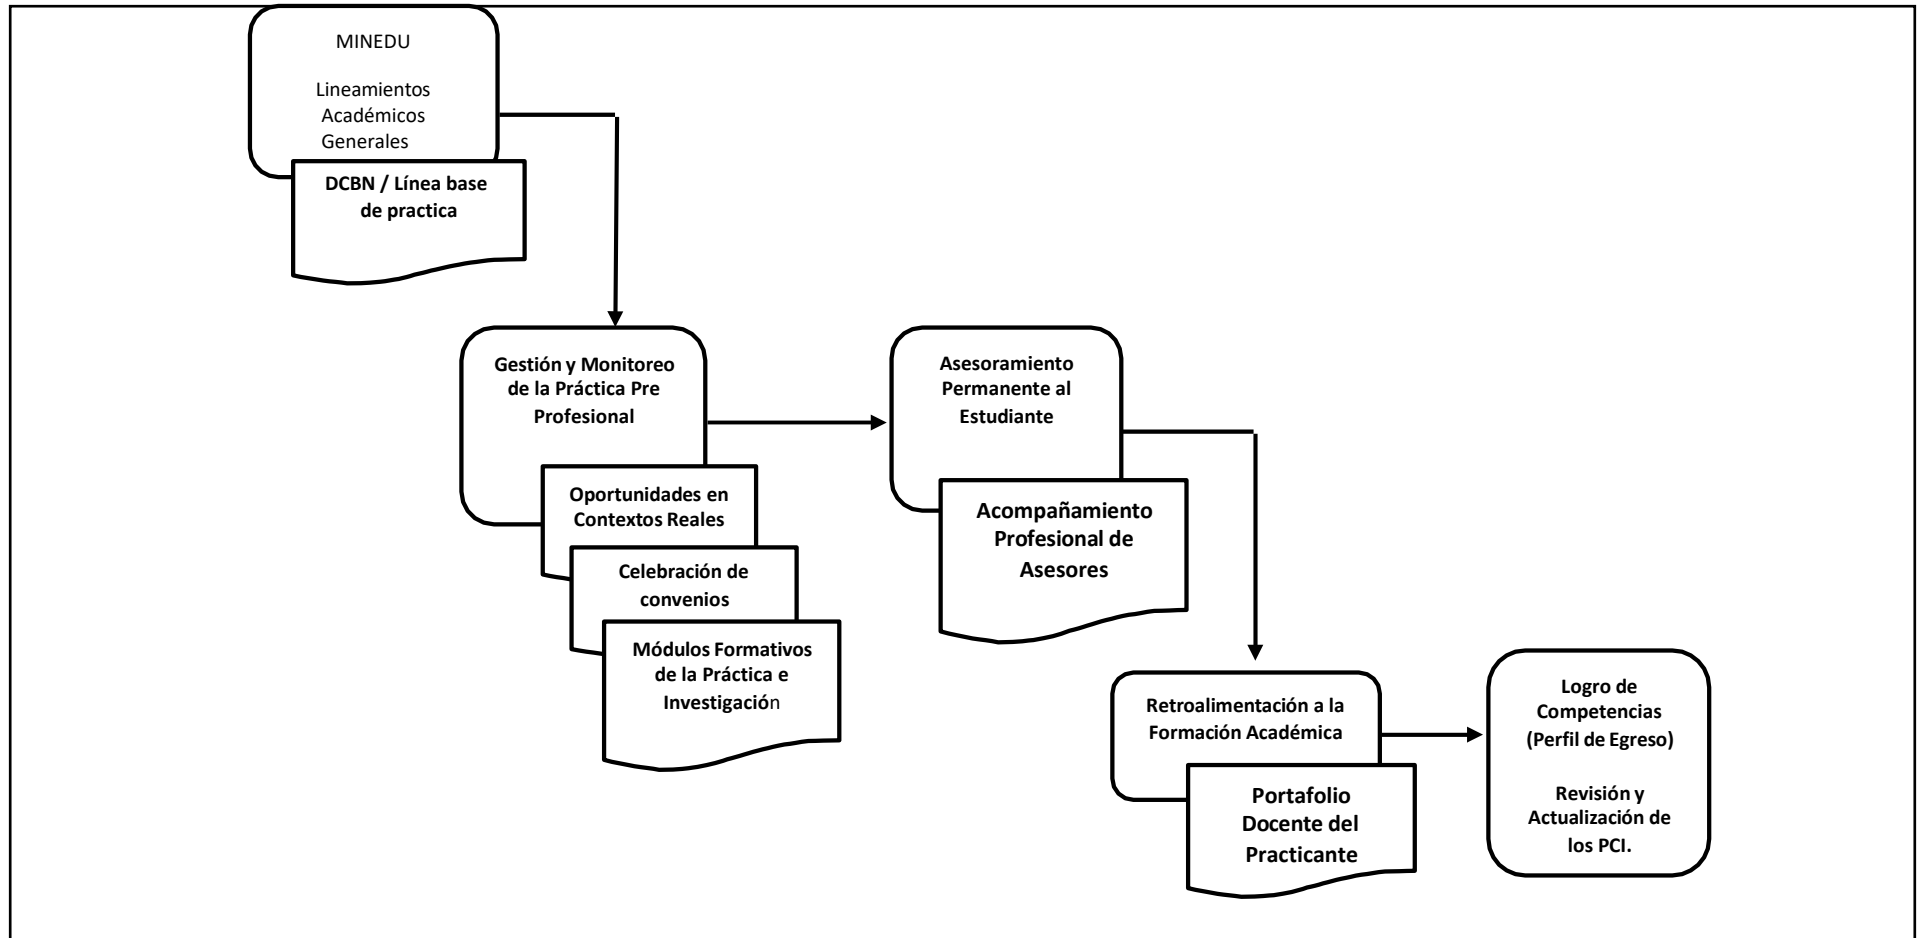 MINEDU
Lineamientos
Académicos
Generales
DCBN / Línea base
de practica
Gestión y Monitoreo
de la Práctica Pre
Profesional
Oportunidades en
Contextos Reales
Celebración de
convenios
Módulos Formativos
de la Práctica e
Investigación
Asesoramiento
Permanente al
Estudiante
Acompañamiento
Profesional de
Asesores
Retroalimentación a la
Formación Académica
Portafolio
Docente del
Practicante
Logro de
Competencias
(Perfil de Egreso)
Revisión y
Actualización de
los PCI.